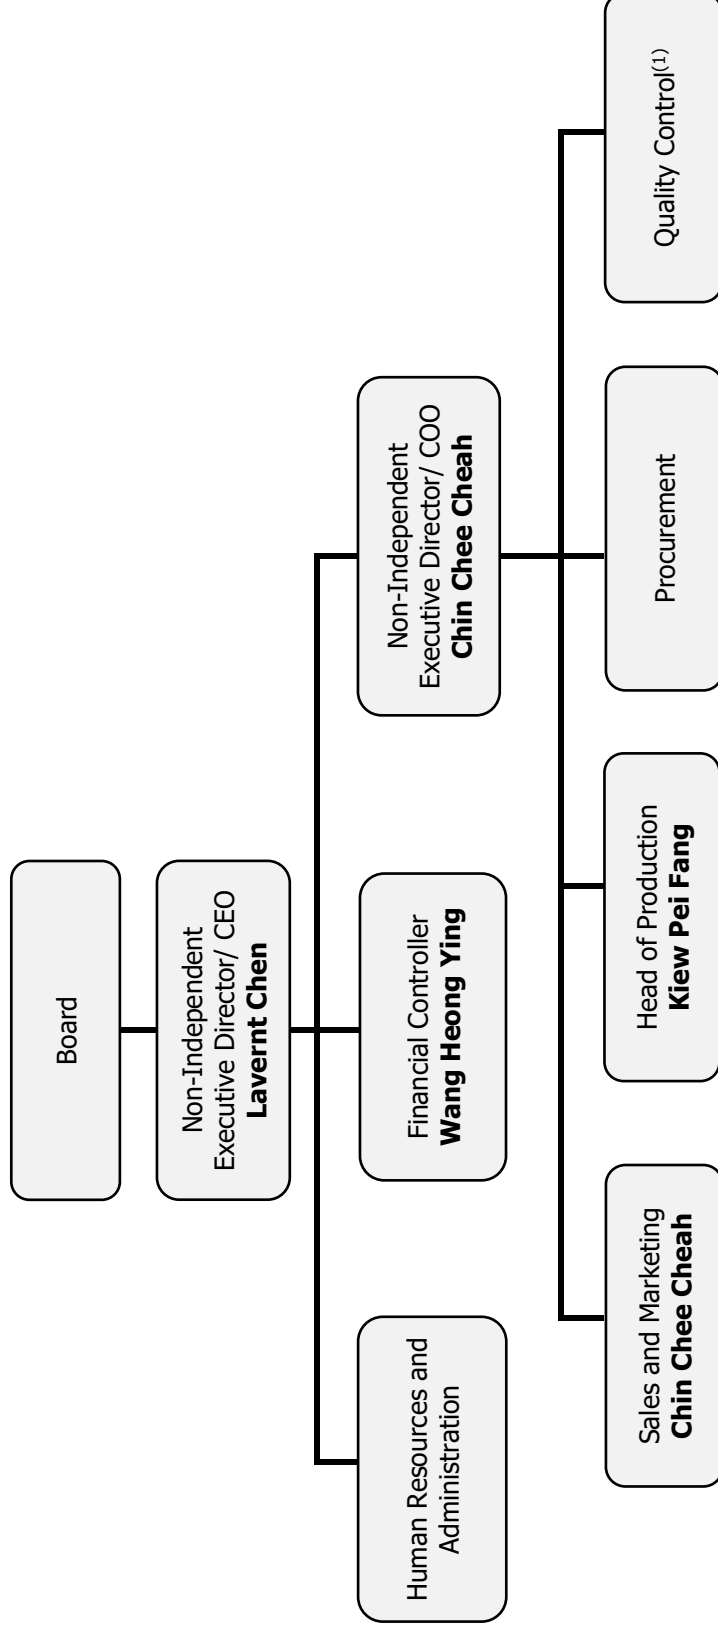 Board
Non-Independent
Executive Director/ CEO
Lavernt Chen
Human Resources and
Administration
Financial Controller
Wang Heong Ying
Non-Independent
Executive Director/ COO
Chin Chee Cheah
Sales and Marketing
Chin Chee Cheah
Head of Production
Kiew Pei Fang
Procurement
Quality Control(1)